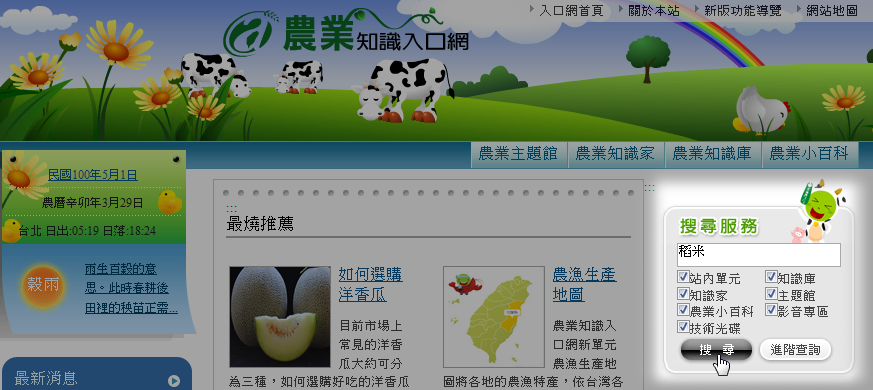 入口網首頁 關於本站 新版功能導覽 網站地圖
農業知識入口網
農業主題館 農業知識家 農業知識庫 農業小百科
民國100年5月1日
農曆辛卯年3月29日
台北 日出:05:19 日落:18:24
穀雨
雨生百穀的意
思。此時春耕後
田裡的秧苗正需...
最新消息
:::
最燒推薦
如何選購
洋香瓜
目前市場上
常見的洋香
瓜大約可分
為三種，如何選購好吃的洋香瓜
農漁生產
地圖
農業知識入
口網新單元
農漁生產地
圖將各地的農漁特產，依台灣各
:::
搜尋服務
稻米
站內單元 知識庫
知識家 主題館
農業小百科 影音專區
技術光碟
搜 尋 進階查詢